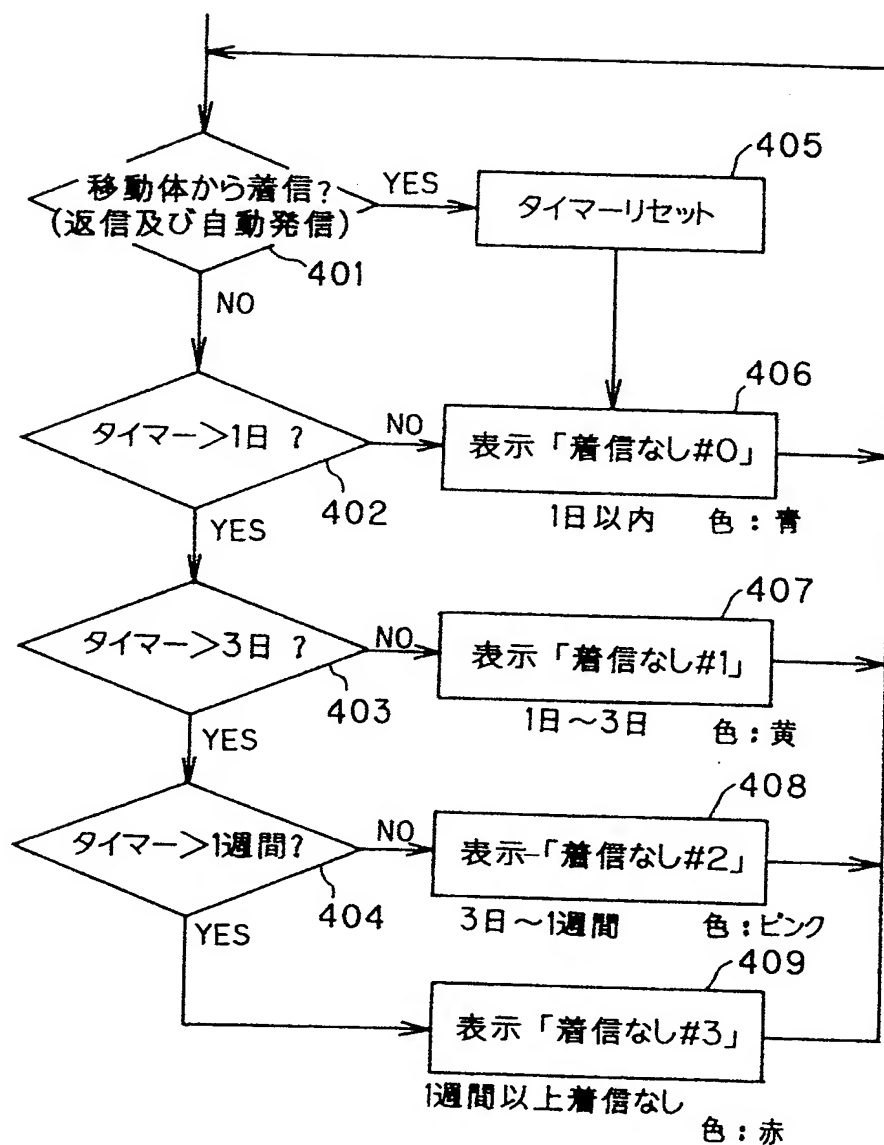 405
移動体から着信?
(返信及び自動発信)
YES
タイマーリセット
401
NO
406
タイマー>1日 ?
NO
表示「着信なし#0」
402
1日以内 色:青
YES
407
タイマー>3日 ?
NO
表示「着信なし#1」
403
1日~3日 色:黄
YES
408
タイマー>1週間?
NO
表示「着信なし#2」
404
3日~1週間 色:ピンク
YES
409
表示「着信なし#3」
1週間以上着信なし
色:赤